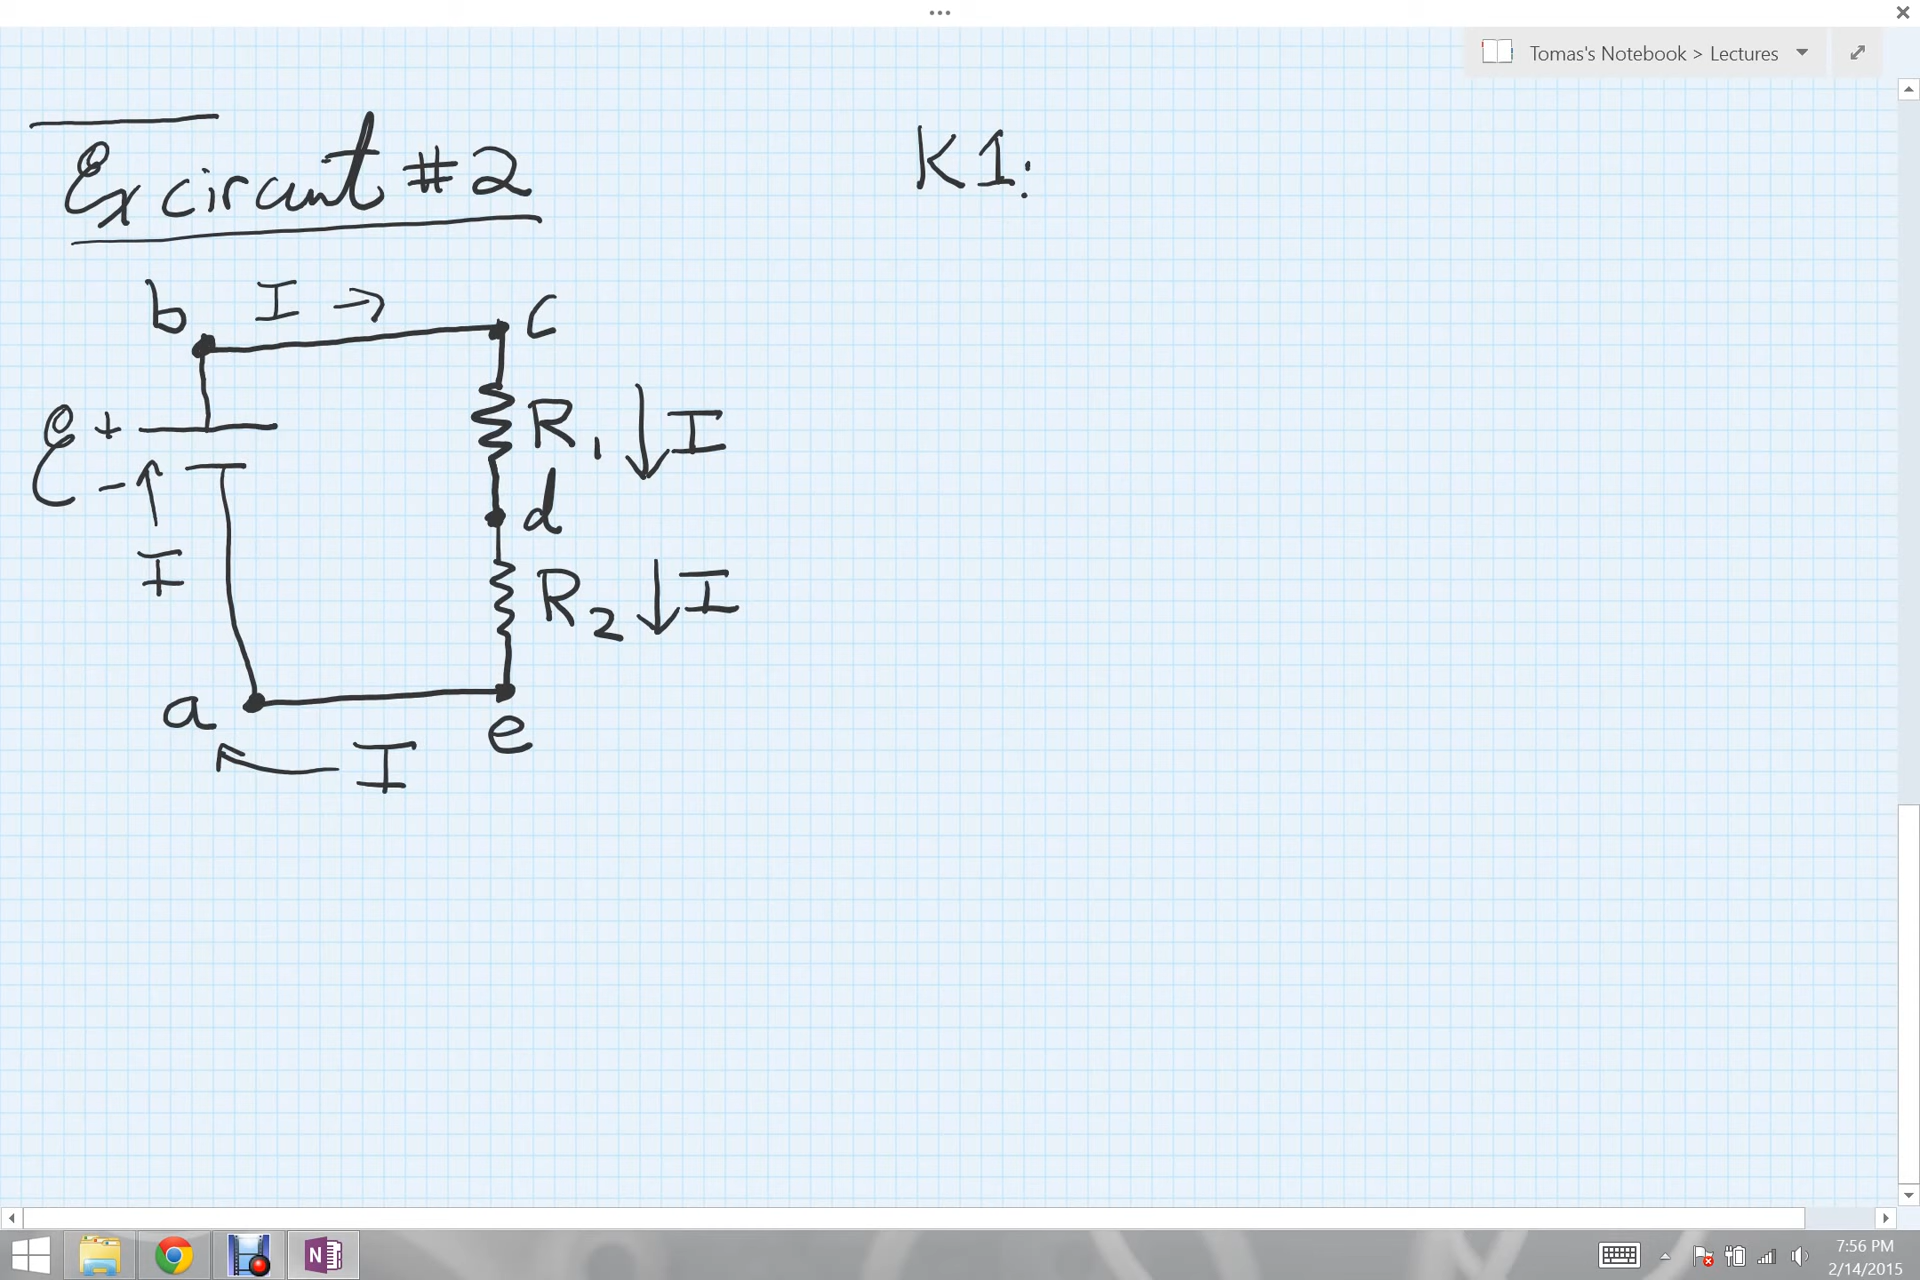 Tomas's Notebook > Lectures
Ex circuit #2
K1:
b I → c
ℰ + -
R1 ↓ I
d
I
R2 ↓ I
a e
I
7:56 PM
2/14/2015